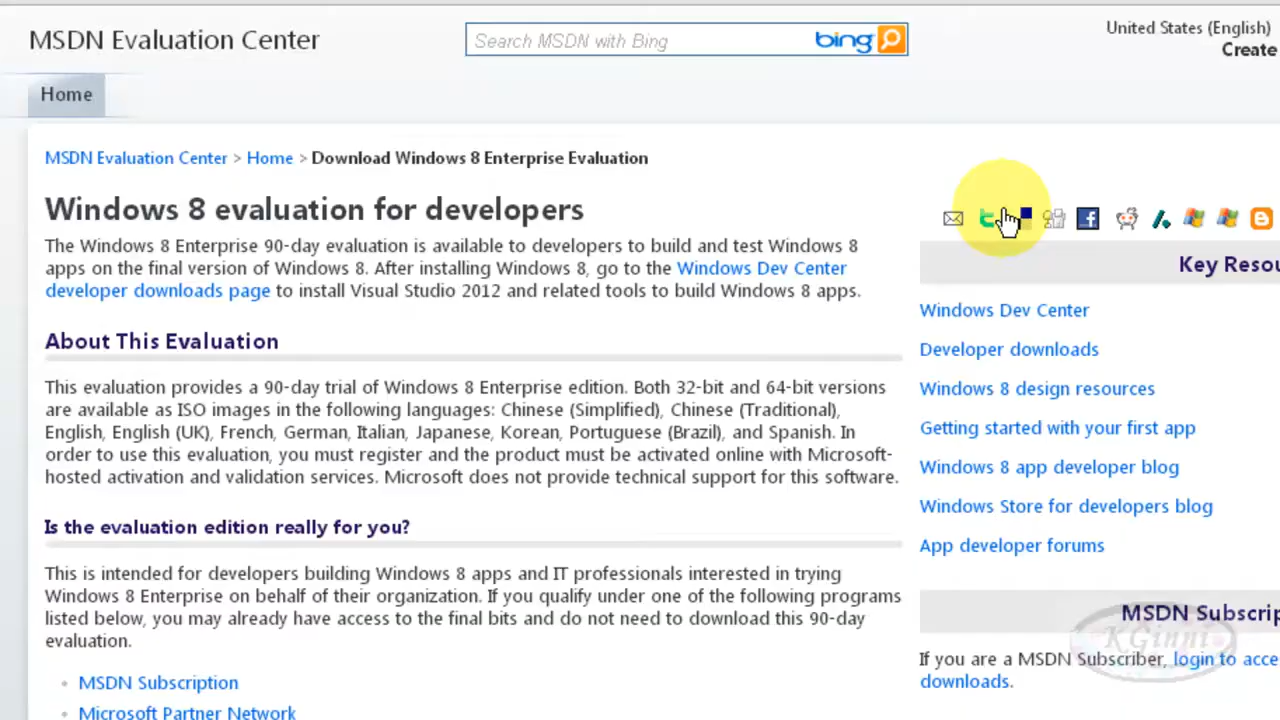 MSDN Evaluation Center
Search MSDN with Bing
bing
United States (English)
Create
Home
MSDN Evaluation Center > Home > Download Windows 8 Enterprise Evaluation
Windows 8 evaluation for developers
The Windows 8 Enterprise 90-day evaluation is available to developers to build and test Windows 8
apps on the final version of Windows 8. After installing Windows 8, go to the Windows Dev Center
developer downloads page to install Visual Studio 2012 and related tools to build Windows 8 apps.
About This Evaluation
This evaluation provides a 90-day trial of Windows 8 Enterprise edition. Both 32-bit and 64-bit versions
are available as ISO images in the following languages: Chinese (Simplified), Chinese (Traditional),
English, English (UK), French, German, Italian, Japanese, Korean, Portuguese (Brazil), and Spanish. In
order to use this evaluation, you must register and the product must be activated online with Microsoft-
hosted activation and validation services. Microsoft does not provide technical support for this software.
Is the evaluation edition really for you?
This is intended for developers building Windows 8 apps and IT professionals interested in trying
Windows 8 Enterprise on behalf of their organization. If you qualify under one of the following programs
listed below, you may already have access to the final bits and do not need to download this 90-day
evaluation.
• MSDN Subscription
• Microsoft Partner Network
Key Resou
Windows Dev Center
Developer downloads
Windows 8 design resources
Getting started with your first app
Windows 8 app developer blog
Windows Store for developers blog
App developer forums
MSDN Subscrip
If you are a MSDN Subscriber, login to acce
downloads.
KGinni